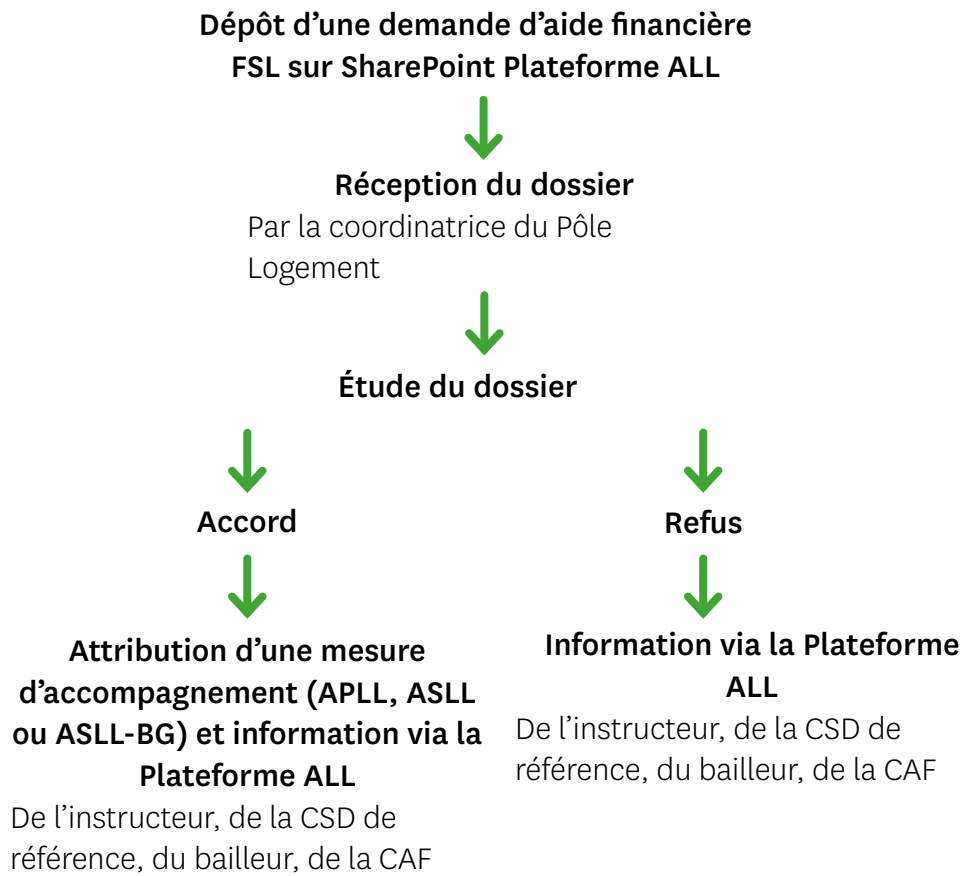 Dépôt d’une demande d’aide financière
FSL sur SharePoint Plateforme ALL
Réception du dossier
Par la coordinatrice du Pôle
Logement
Étude du dossier
Accord
Refus
Attribution d’une mesure
d’accompagnement (APLL, ASLL
ou ASLL-BG) et information via la
Plateforme ALL
De l’instructeur, de la CSD de
référence, du bailleur, de la CAF
Information via la Plateforme
ALL
De l’instructeur, de la CSD de
référence, du bailleur, de la CAF